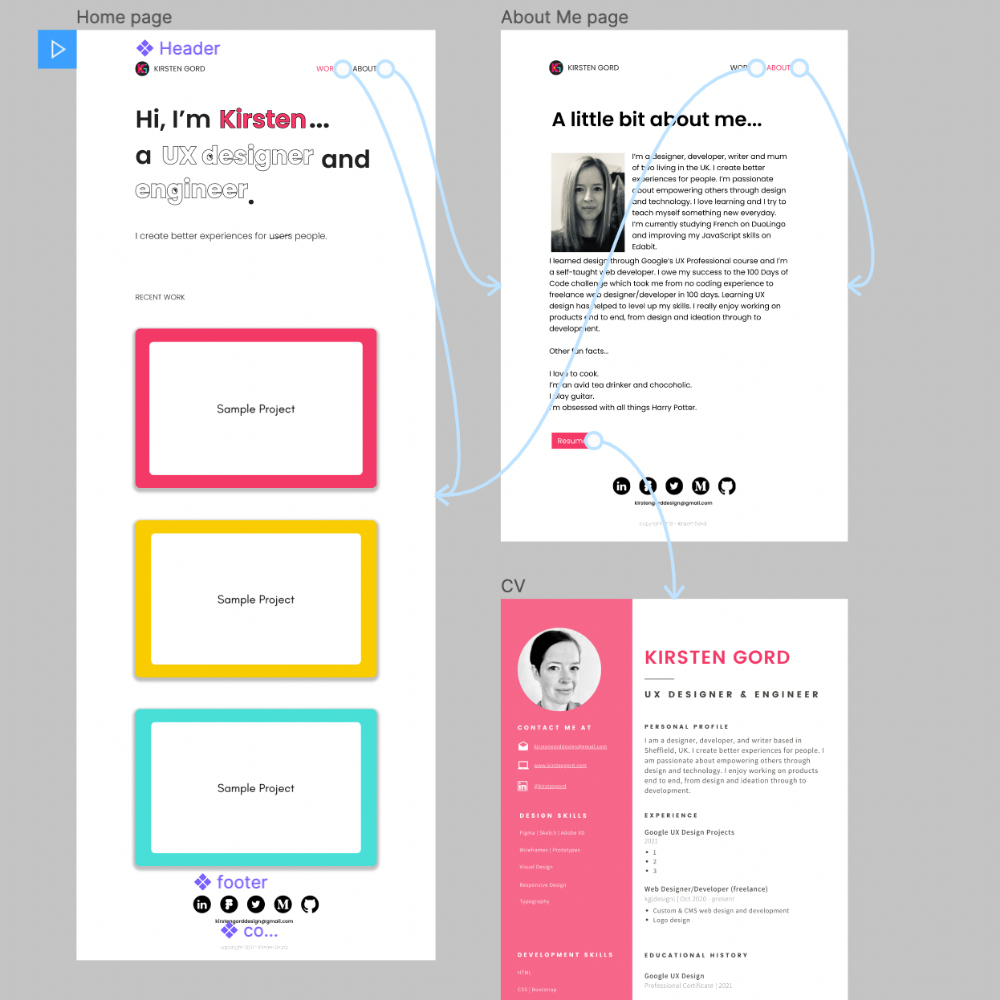 Home page
Header
KIRSTEN GORD
WOR
ABOUT
Hi, I’m Kirsten...
a UX designer and
engineer.
I create better experiences for users people.
RECENT WORK
Sample Project
Sample Project
Sample Project
footer
in
M
kirstengorddesign@gmail.com
co...
About Me page
KIRSTEN GORD
WOR
ABOUT
A little bit about me...
I’m a designer, developer, writer and mum
of two living in the UK. I create better
experiences for people. I’m passionate
about empowering others through design
and technology. I love learning and I try to
teach myself something new everyday.
I’m currently studying French on DuoLingo
and improving my JavaScript skills on
Edabit.
I learned design through Google’s UX Professional course and I’m
a self-taught web developer. I owe my success to the 100 Days of
Code challenge which took me from no coding experience to
freelance web designer/developer in 100 days. Learning UX
design has helped to level up my skills. I really enjoy working on
products end to end, from design and ideation through to
development.
Other fun facts...
I love to cook.
I’m an avid tea drinker and chocoholic.
I play guitar.
I’m obsessed with all things Harry Potter.
Resume
in
M
kirstengorddesign@gmail.com
CV
CONTACT ME AT
kirstengorddesign@gmail.com
www.kirstengord.com
@kirstengord
DESIGN SKILLS
Figma | Sketch | Adobe XD
Wireframes | Prototypes
Visual Design
Responsive Design
Typography
DEVELOPMENT SKILLS
HTML
CSS | Bootstrap
KIRSTEN GORD
UX DESIGNER & ENGINEER
PERSONAL PROFILE
I am a designer, developer, and writer based in
Sheffield, UK. I create better experiences for people. I
am passionate about empowering others through
design and technology. I enjoy working on products
end to end, from design and ideation through to
development.
EXPERIENCE
Google UX Design Projects
2021
• 1
• 2
• 3
Web Designer/Developer (freelance)
kgjdesigns | Oct 2020 - present
• Custom & CMS web design and development
• Logo design
EDUCATIONAL HISTORY
Google UX Design
Professional Certificate | 2021